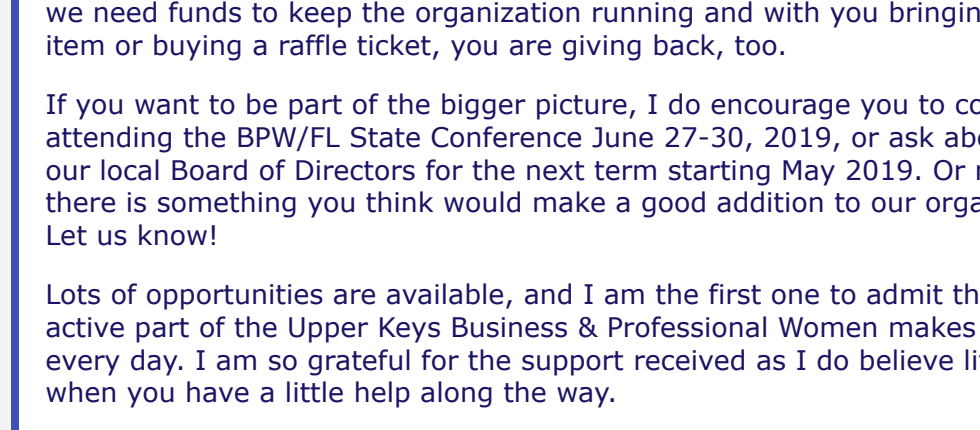 we need funds to keep the organization running and with you
item or buying a raffle ticket, you are giving back, too.
If you want to be part of the bigger picture, I do encourage you to
attending the BPW/FL State Conference June 27-30, 2019, or ask
our local Board of Directors for the next term starting May 2019. Or
there is something you think would make a good addition to our
Let us know!
Lots of opportunities are available, and I am the first one to admit
active part of the Upper Keys Business & Professional Women makes
every day. I am so grateful for the support received as I do believe
when you have a little help along the way.